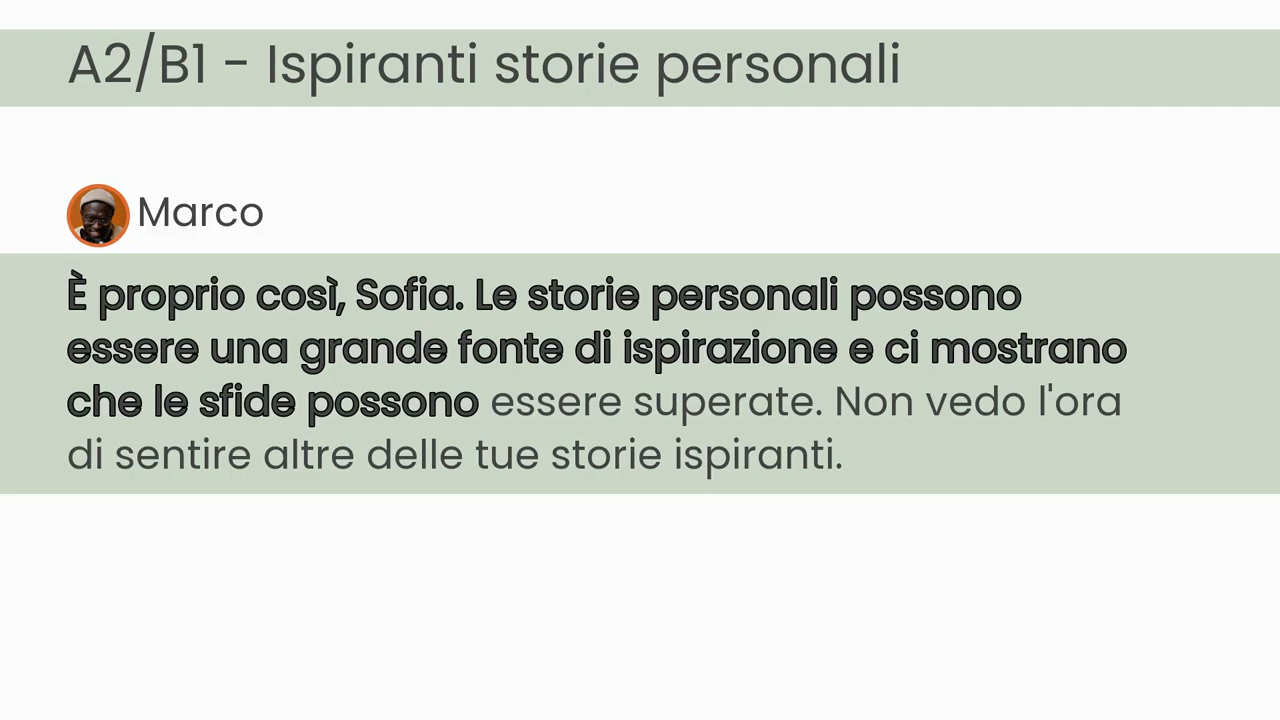 A2/B1 - Ispiranti storie personali
Marco
È proprio così, Sofia. Le storie personali possono
essere una grande fonte di ispirazione e ci mostrano
che le sfide possono essere superate. Non vedo l'ora
di sentire altre delle tue storie ispiranti.